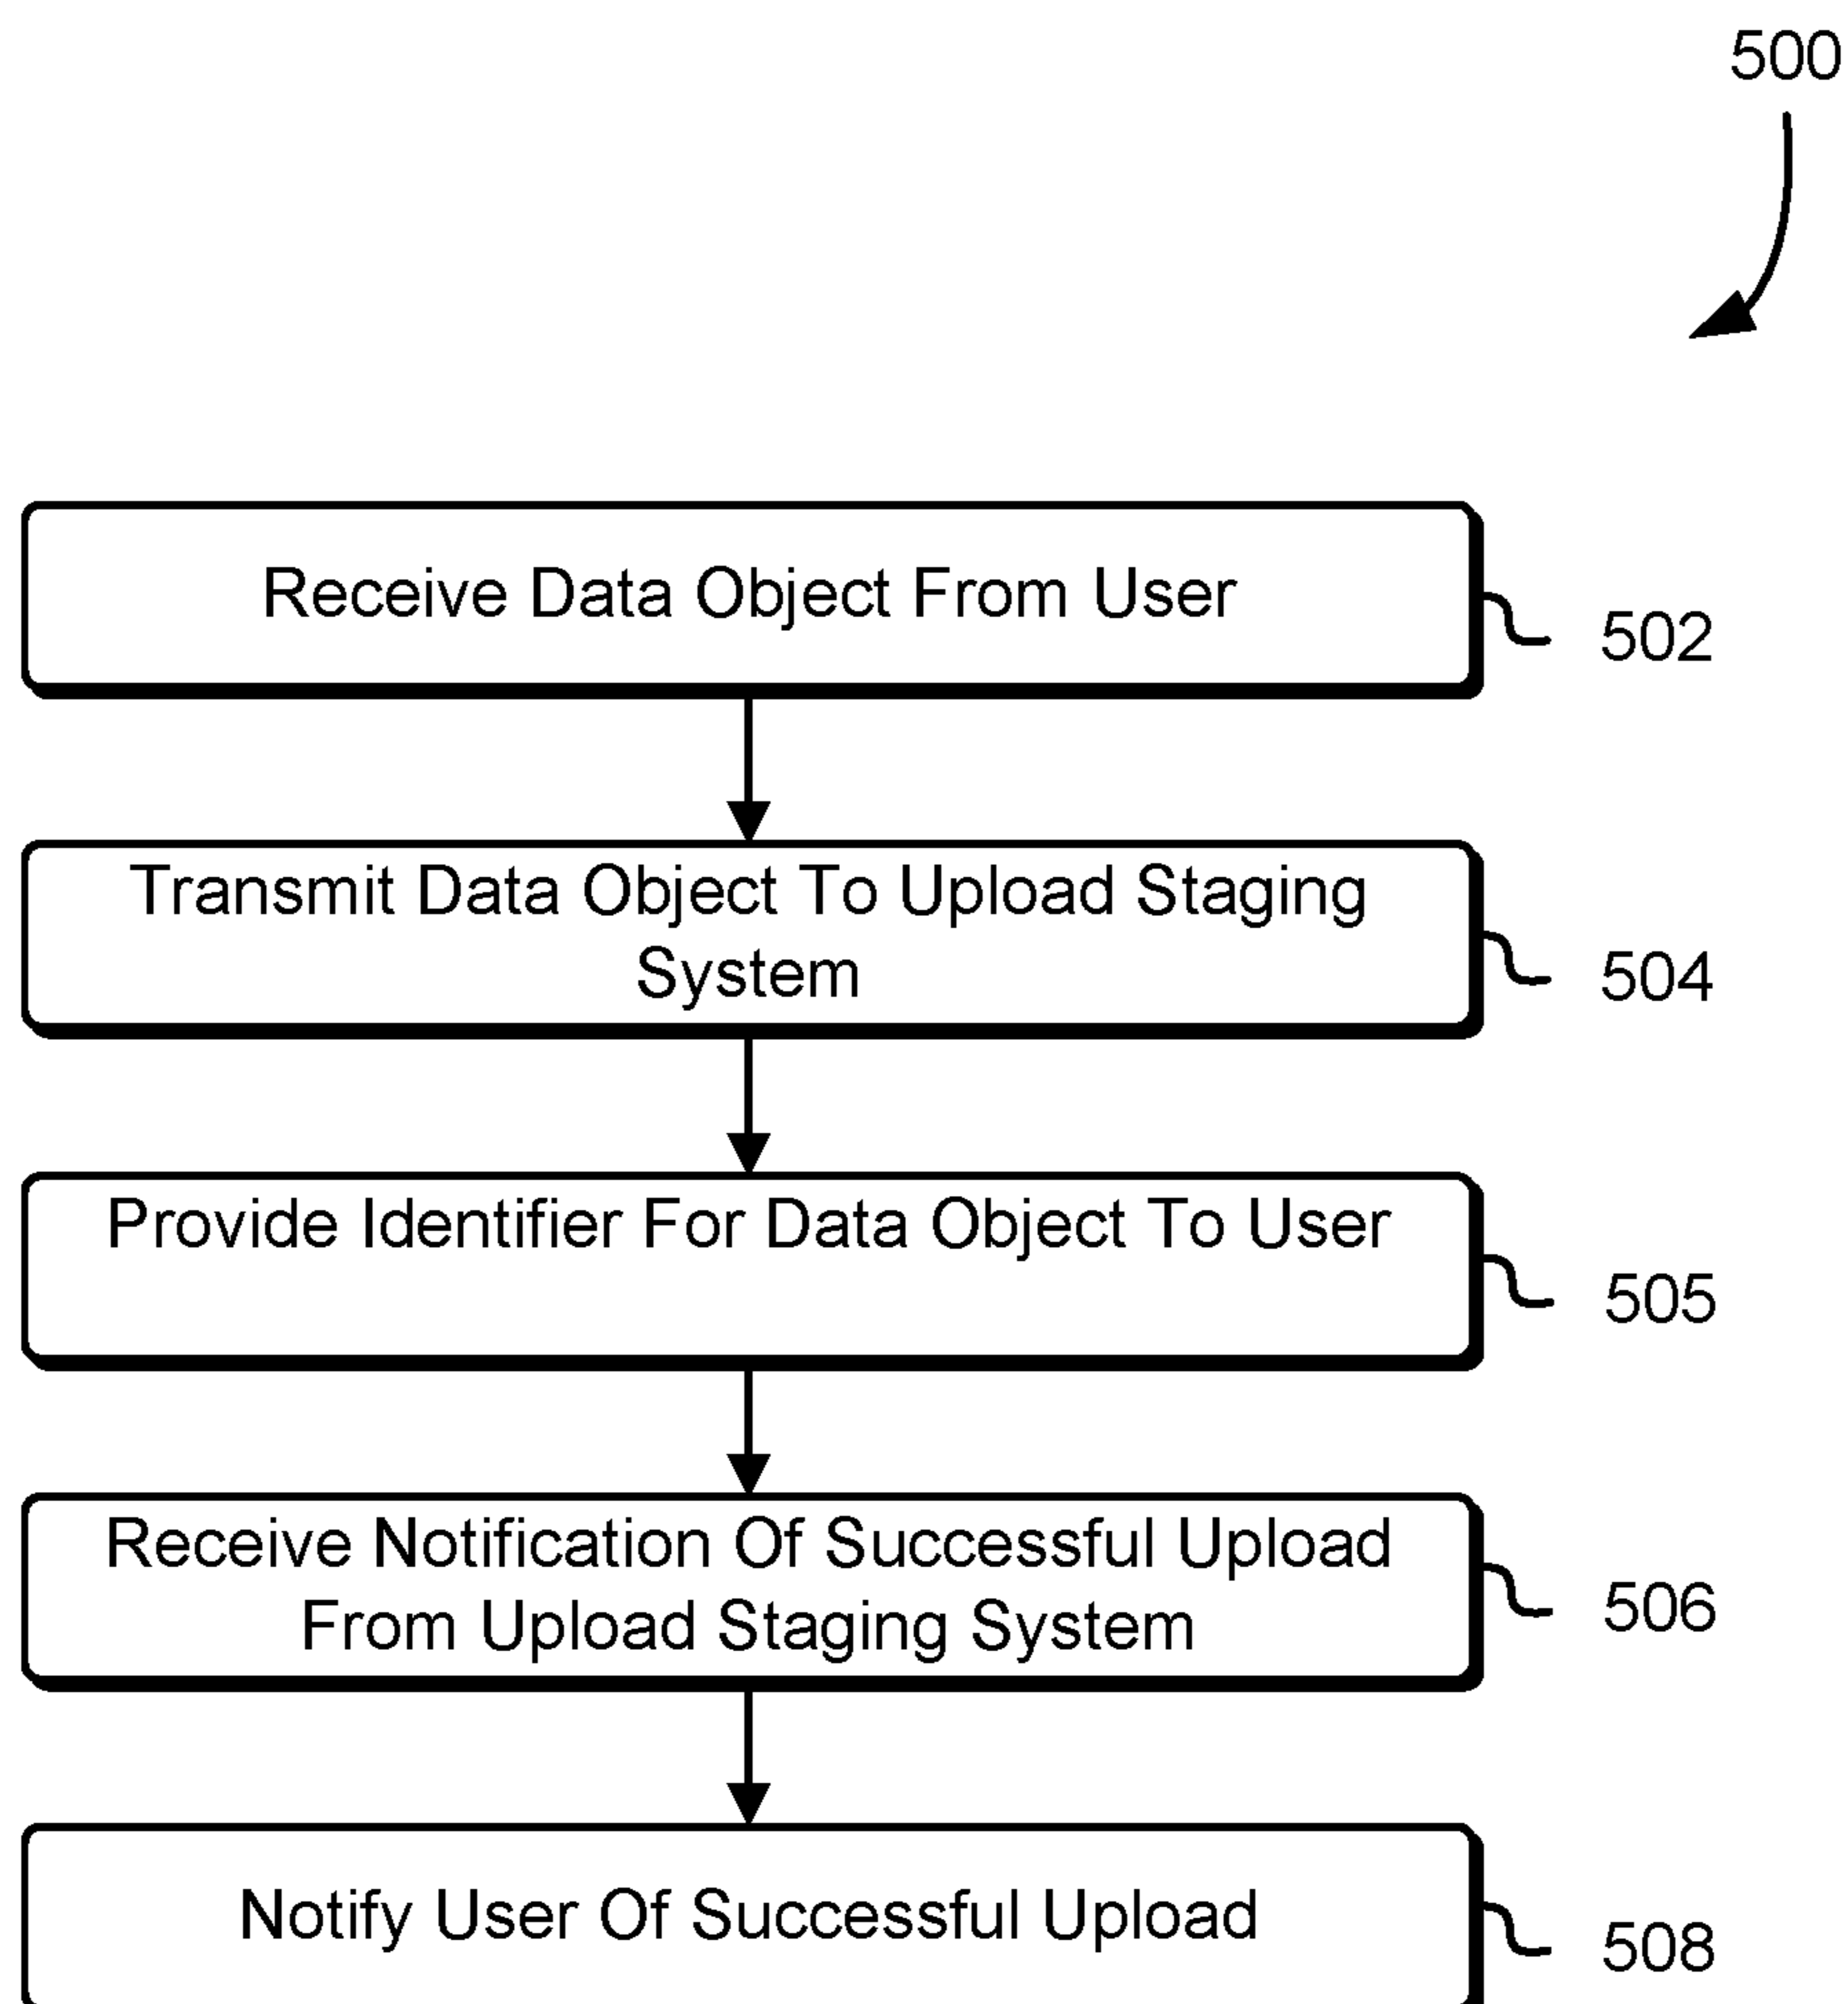 500
Receive Data Object From User
502
Transmit Data Object To Upload Staging
System
504
Provide Identifier For Data Object To User
505
Receive Notification Of Successful Upload
From Upload Staging System
506
Notify User Of Successful Upload
508